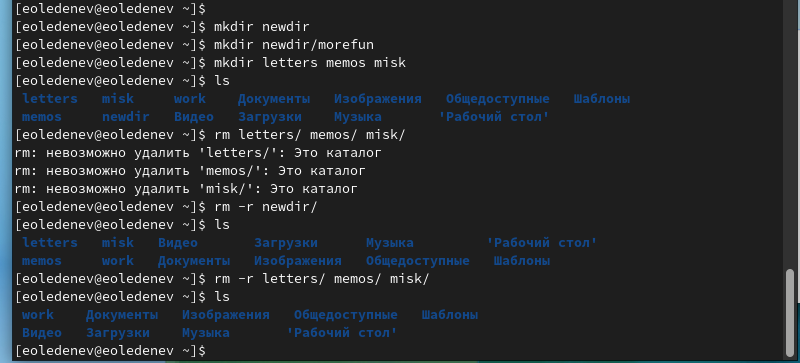 [eoledenev@eoledenev ~]$
[eoledenev@eoledenev ~]$ mkdir newdir
[eoledenev@eoledenev ~]$ mkdir newdir/morefun
[eoledenev@eoledenev ~]$ mkdir letters memos misk
[eoledenev@eoledenev ~]$ ls
letters misk work Документы Изображения Общедоступные Шаблоны
memos newdir Видео Загрузки Музыка 'Рабочий стол'
[eoledenev@eoledenev ~]$ rm letters/ memos/ misk/
rm: невозможно удалить 'letters/': Это каталог
rm: невозможно удалить 'memos/': Это каталог
rm: невозможно удалить 'misk/': Это каталог
[eoledenev@eoledenev ~]$ rm -r newdir/
[eoledenev@eoledenev ~]$ ls
letters misk Видео Загрузки Музыка 'Рабочий стол'
memos work Документы Изображения Общедоступные Шаблоны
[eoledenev@eoledenev ~]$ rm -r letters/ memos/ misk/
[eoledenev@eoledenev ~]$ ls
work Документы Изображения Общедоступные Шаблоны
Видео Загрузки Музыка 'Рабочий стол'
[eoledenev@eoledenev ~]$